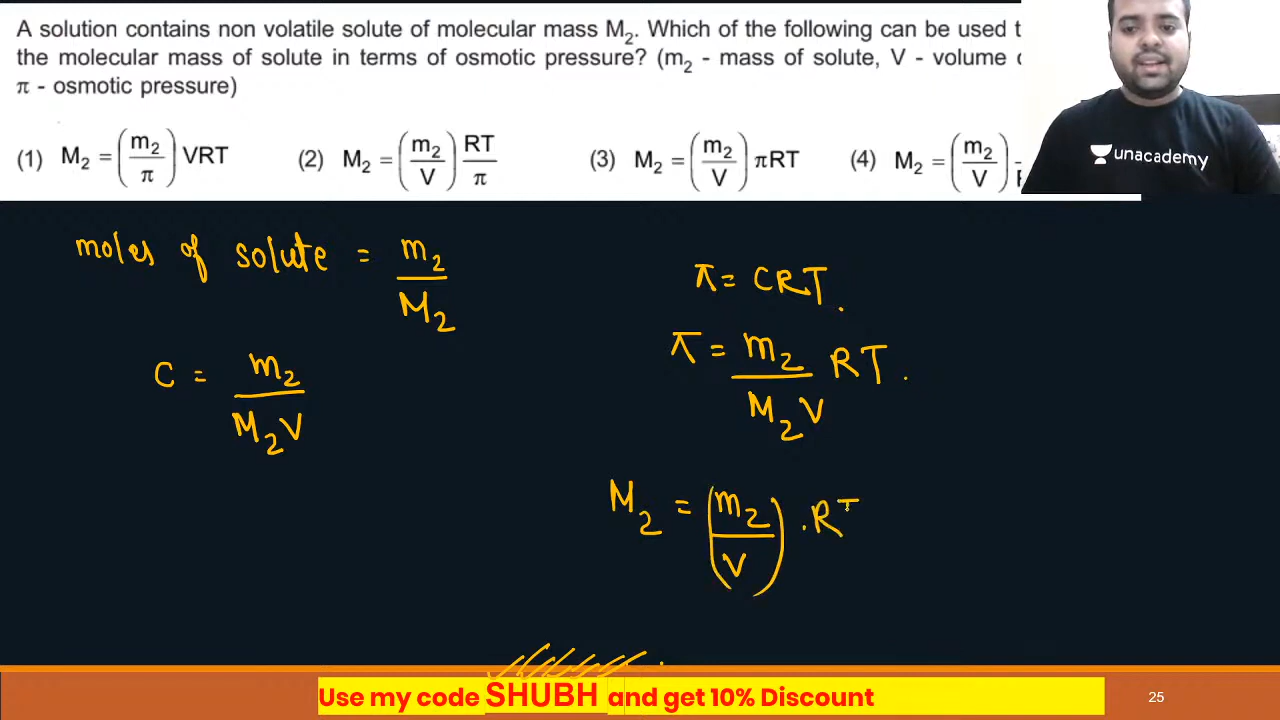 A solution contains non volatile solute of molecular mass M₂. Which of the following can be used
the molecular mass of solute in terms of osmotic pressure? (m₂ - mass of solute, V - volume
π - osmotic pressure)
(1) M₂ = (m₂/π) VRT (2) M₂ = (m₂/V) RT/π (3) M₂ = (m₂/V) πRT (4) M₂ = (m₂/V)
unacademy
moles of solute = m₂/M₂
π = CRT.
C = m₂/M₂V
π = m₂/M₂V RT.
M₂ = (m₂/V) . RT
Use my code SHUBH and get 10% Discount
25